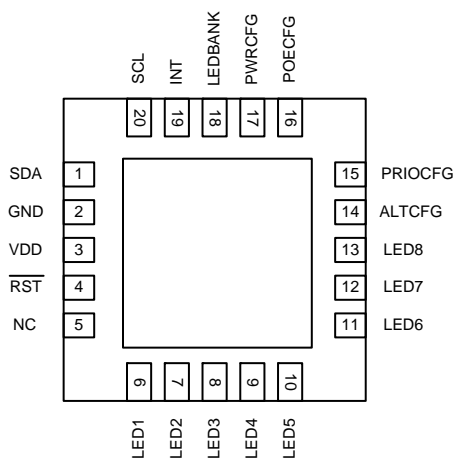 SCL
INT
LEDBANK
PWRCFG
POECFG
20
19
18
17
16
SDA
1
15
PRIOCFG
GND
2
14
ALTCFG
VDD
3
13
LED8
RST
4
12
LED7
NC
5
11
LED6
6
7
8
9
10
LED1
LED2
LED3
LED4
LED5